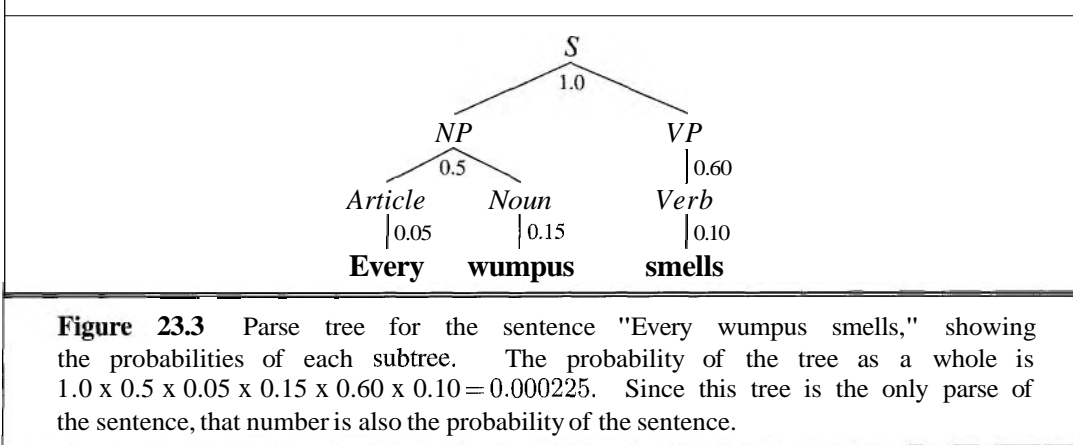 S
1.0
NP VP
0.5 0.60
Article Noun Verb
0.05 0.15 0.10
Every wumpus smells
Figure 23.3 Parse tree for the sentence "Every wumpus smells," showing
the probabilities of each subtree. The probability of the tree as a whole is
1.0 x 0.5 x 0.05 x 0.15 x 0.60 x 0.10 = 0.000225. Since this tree is the only parse of
the sentence, that number is also the probability of the sentence.